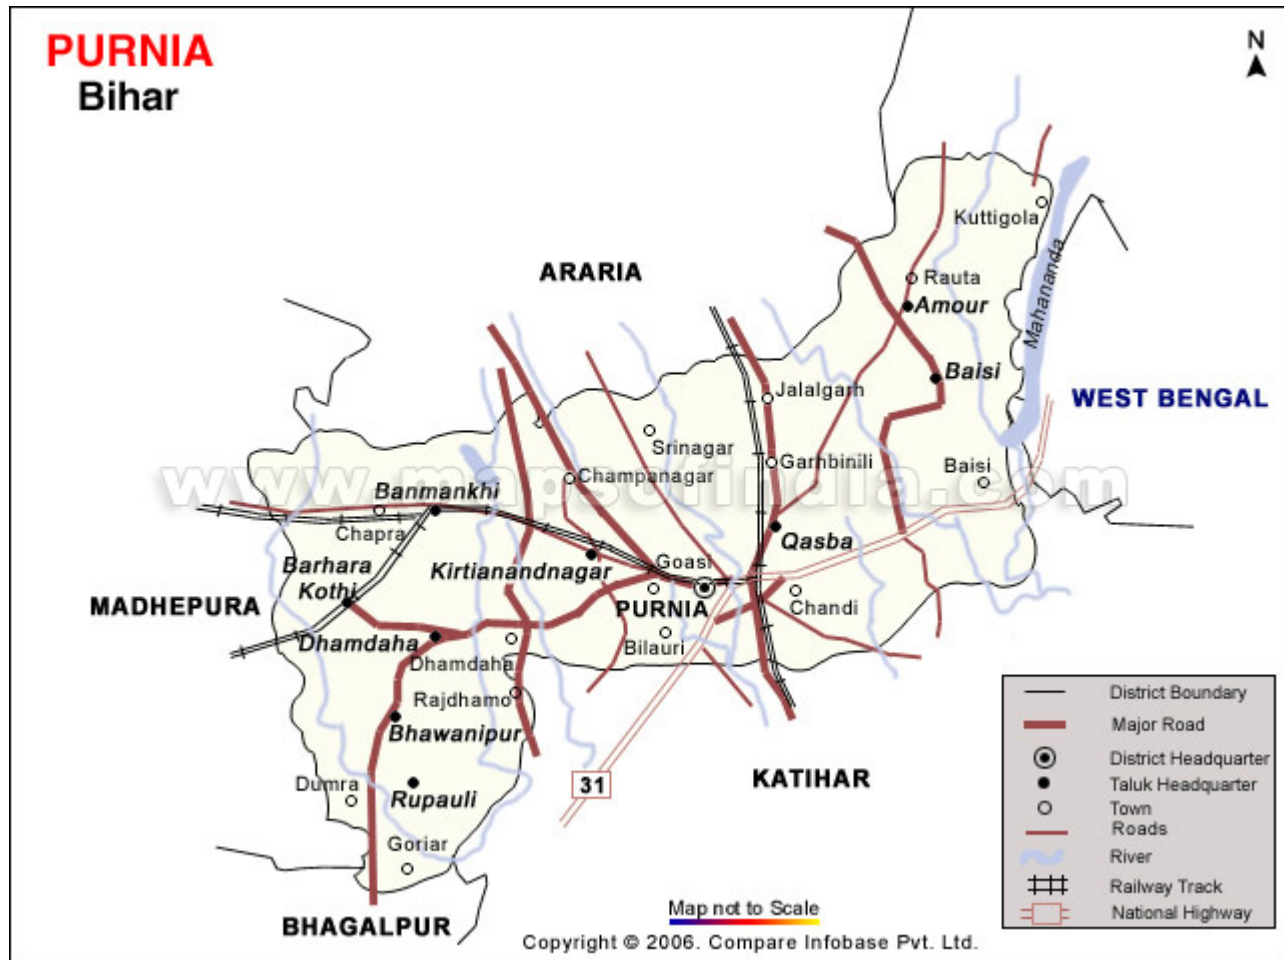 PURNIA
Bihar
N
Kuttigola
Mahananda
ARARIA
Rauta
Amour
Baisi
Jalalgarh
WEST BENGAL
Srinagar
Garhbinili
Baisi
Champanagar
www.mapsofindia.com
Banmankhi
Chapra
Qasba
Goasi
Barhara
Kothi
Kirtianandnagar
MADHEPURA
PURNIA
Chandi
Dhamdaha
Dhamdaha
Bilauri
Rajdhamo
Bhawanipur
Dumra
Rupauli
31
KATIHAR
Goriar
BHAGALPUR
District Boundary
Major Road
District Headquarter
Taluk Headquarter
Town
Roads
River
Railway Track
National Highway
Map not to Scale
Copyright © 2006. Compare Infobase Pvt. Ltd.